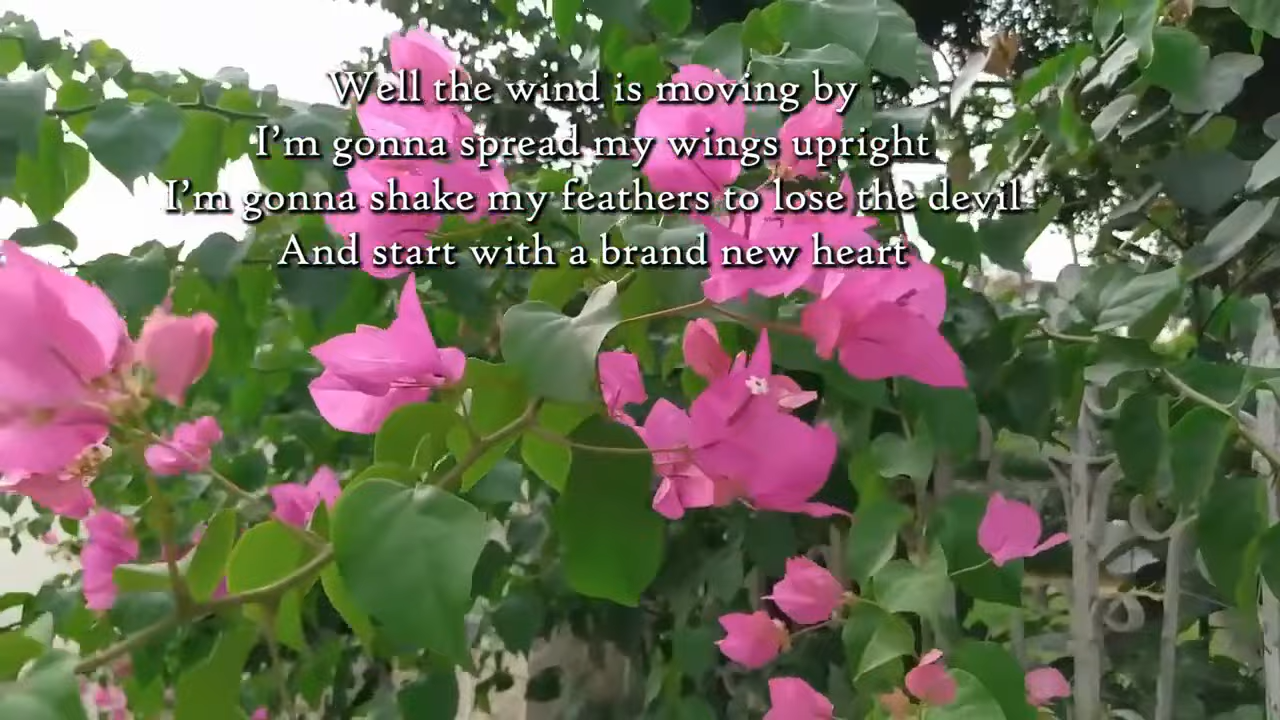 Well the wind is moving by
I'm gonna spread my wings upright
I'm gonna shake my feathers to lose the devil
And start with a brand new heart